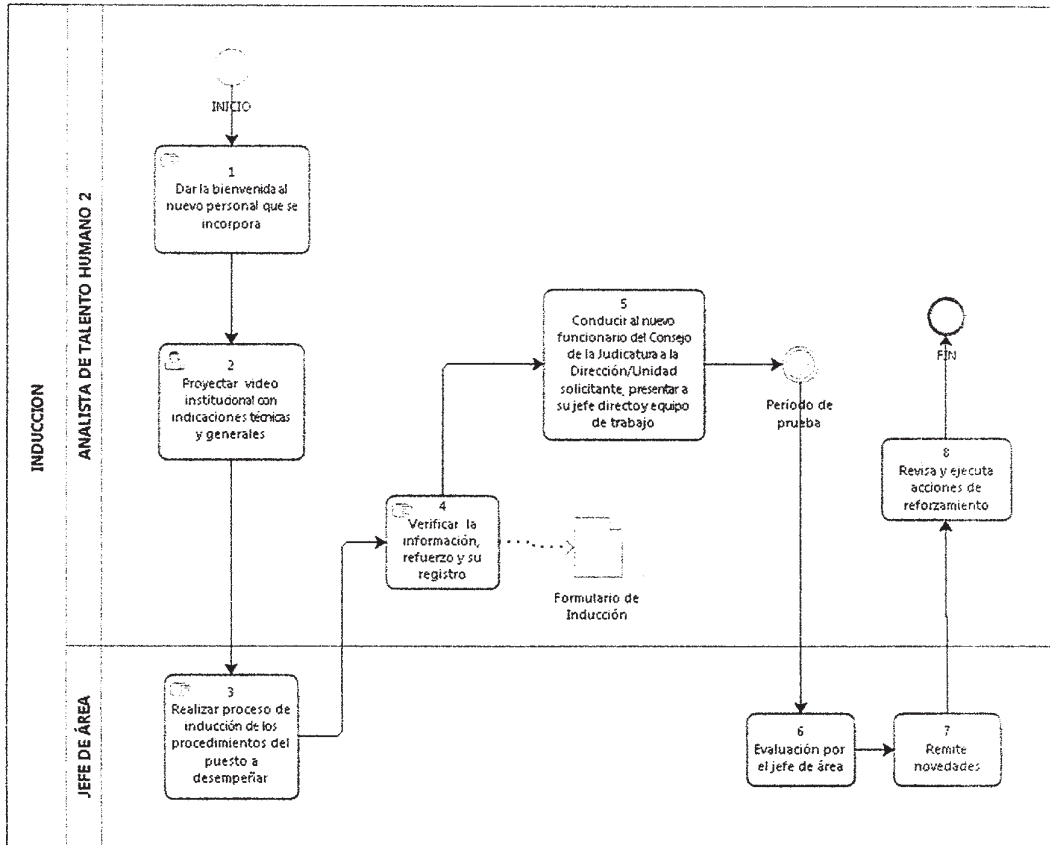 INDUCCION
ANALISTA DE TALENTO HUMANO 2
INICIO
1
Dar la bienvenida al
nuevo personal que se
incorpora
2
Proyectar video
institucional con
indicaciones técnicas
y generales
JEFE DE ÁREA
3
Realizar proceso de
inducción de los
procedimientos del
puesto a
desempeñar
4
Verificar la
información,
refuerzo y su
registro
Formulario de
Inducción
5
Conducir al nuevo
funcionario del Consejo
de la Judicatura a la
Dirección/Unidad
solicitante, presentar a
su jefe directo y equipo
de trabajo
Período de
prueba
6
Evaluación por
el jefe de área
7
Remite
novedades
8
Revisa y ejecuta
acciones de
reforzamiento
FIN